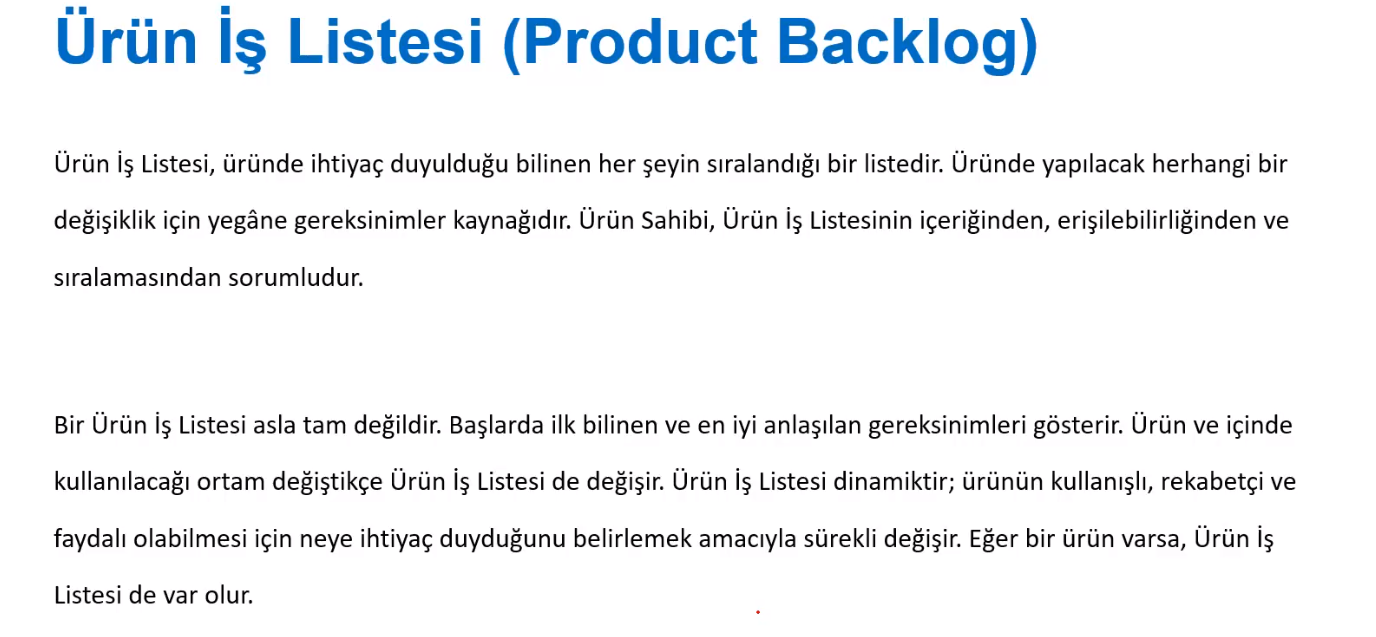 Ürün İş Listesi (Product Backlog)
Ürün İş Listesi, üründe ihtiyaç duyulduğu bilinen her şeyin sıralandığı bir listedir. Üründe yapılacak herhangi bir
değişiklik için yegâne gereksinimler kaynağıdır. Ürün Sahibi, Ürün İş Listesinin içeriğinden, erişilebilirliğinden ve
sıralamasından sorumludur.
Bir Ürün İş Listesi asla tam değildir. Başlarda ilk bilinen ve en iyi anlaşılan gereksinimleri gösterir. Ürün ve içinde
kullanılacağı ortam değiştikçe Ürün İş Listesi de değişir. Ürün İş Listesi dinamiktir; ürünün kullanışlı, rekabetçi ve
faydalı olabilmesi için neye ihtiyaç duyduğunu belirlemek amacıyla sürekli değişir. Eğer bir ürün varsa, Ürün İş
Listesi de var olur.